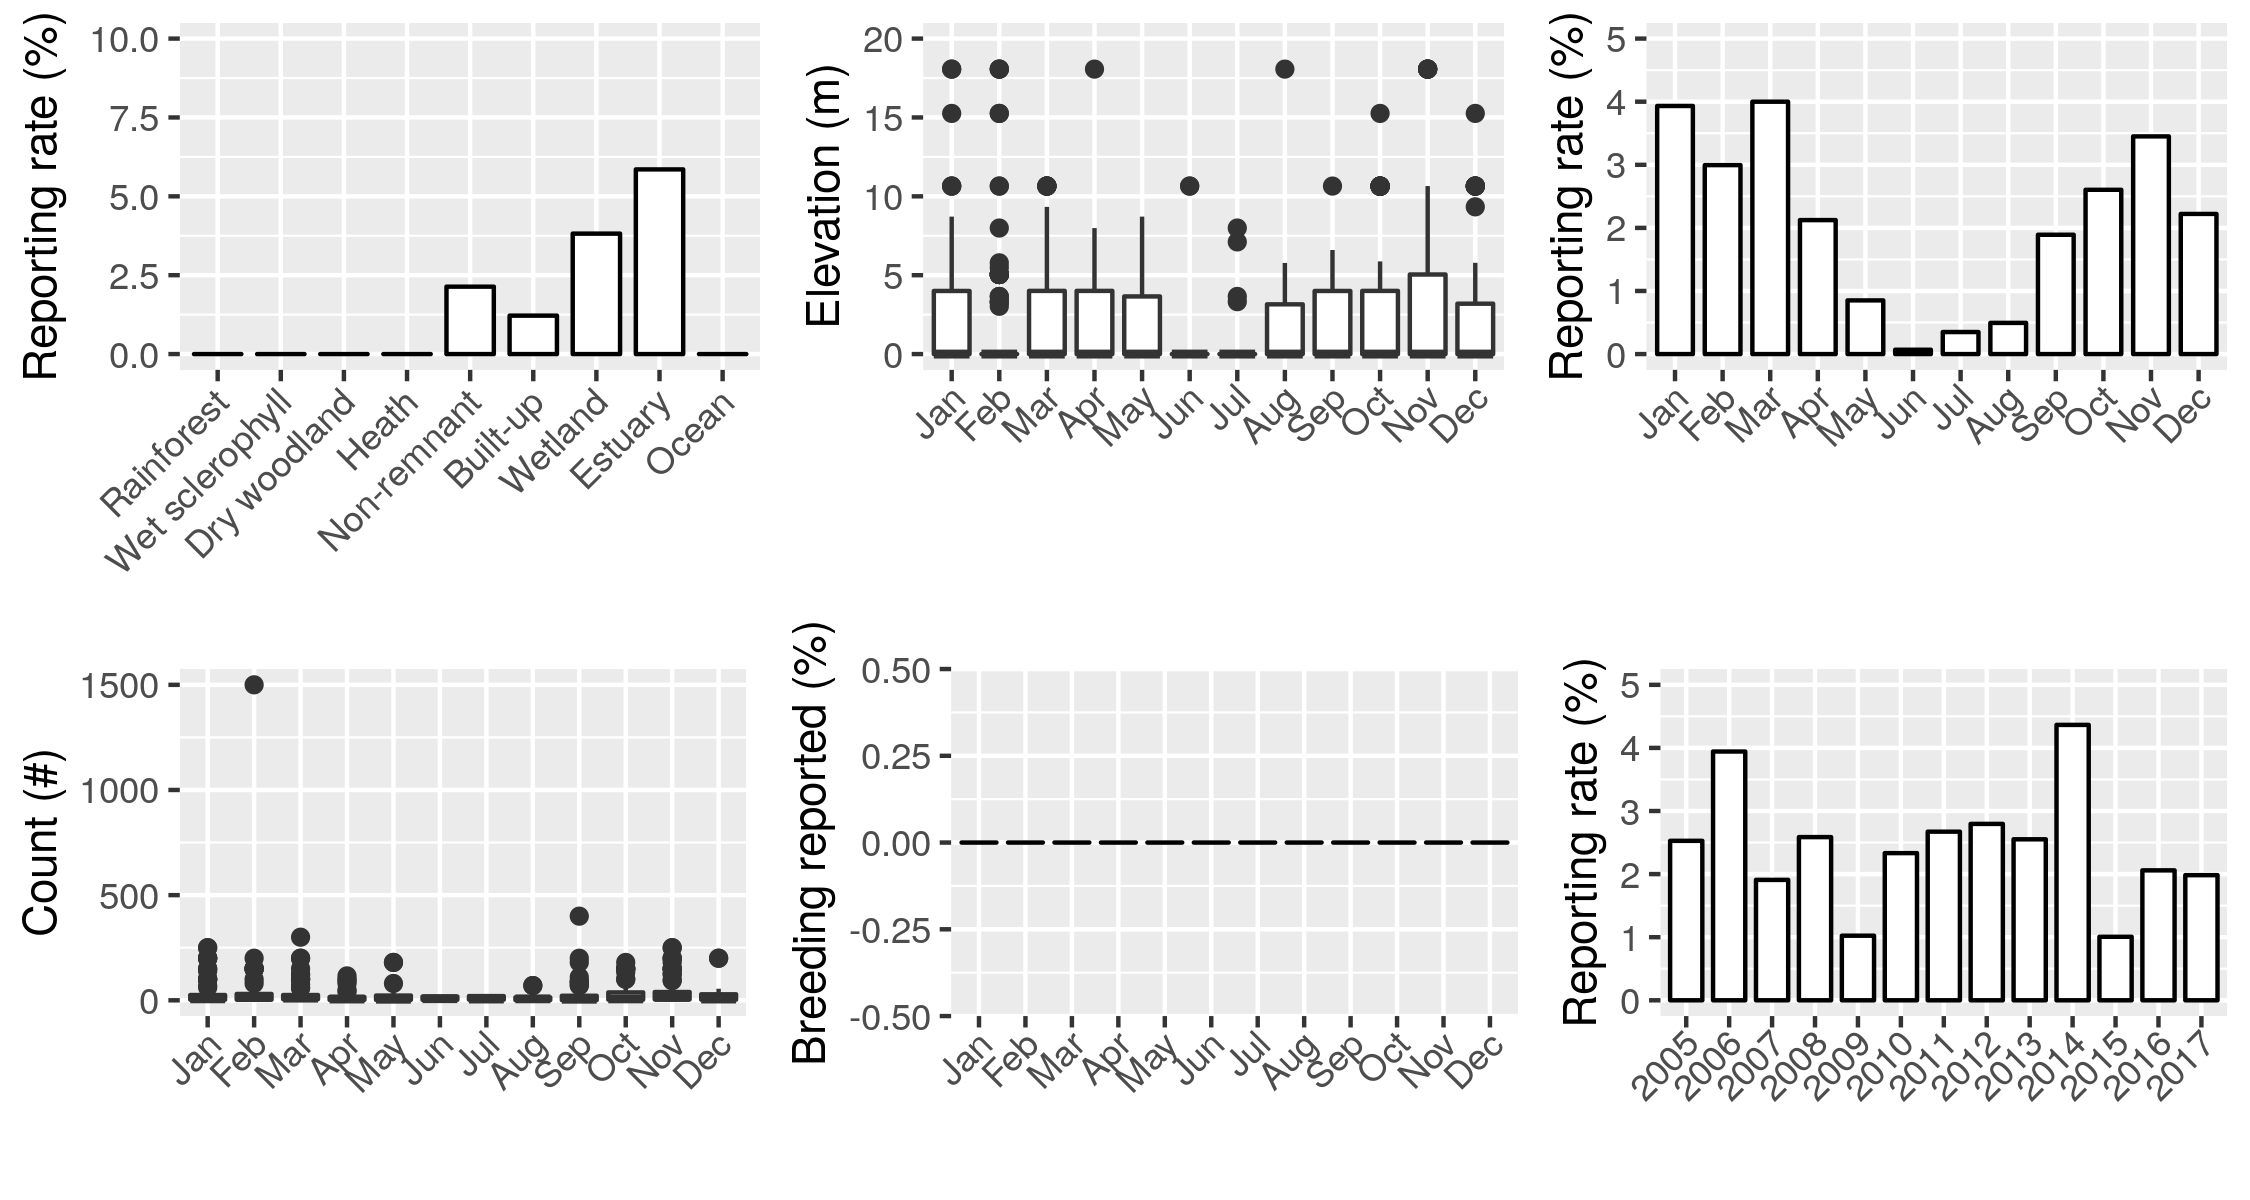 Reporting rate (%)
10.0
7.5
5.0
2.5
0.0
Rainforest
Wet sclerophyll
Dry woodland
Heath
Non-remnant
Built-up
Wetland
Estuary
Ocean
Elevation (m)
20
15
10
5
0
Jan
Feb
Mar
Apr
May
Jun
Jul
Aug
Sep
Oct
Nov
Dec
Reporting rate (%)
5
4
3
2
1
0
Jan
Feb
Mar
Apr
May
Jun
Jul
Aug
Sep
Oct
Nov
Dec
Count (#)
1500
1000
500
0
Jan
Feb
Mar
Apr
May
Jun
Jul
Aug
Sep
Oct
Nov
Dec
Breeding reported (%)
0.50
0.25
0.00
-0.25
-0.50
Jan
Feb
Mar
Apr
May
Jun
Jul
Aug
Sep
Oct
Nov
Dec
Reporting rate (%)
5
4
3
2
1
0
2005
2006
2007
2008
2009
2010
2011
2012
2013
2014
2015
2016
2017